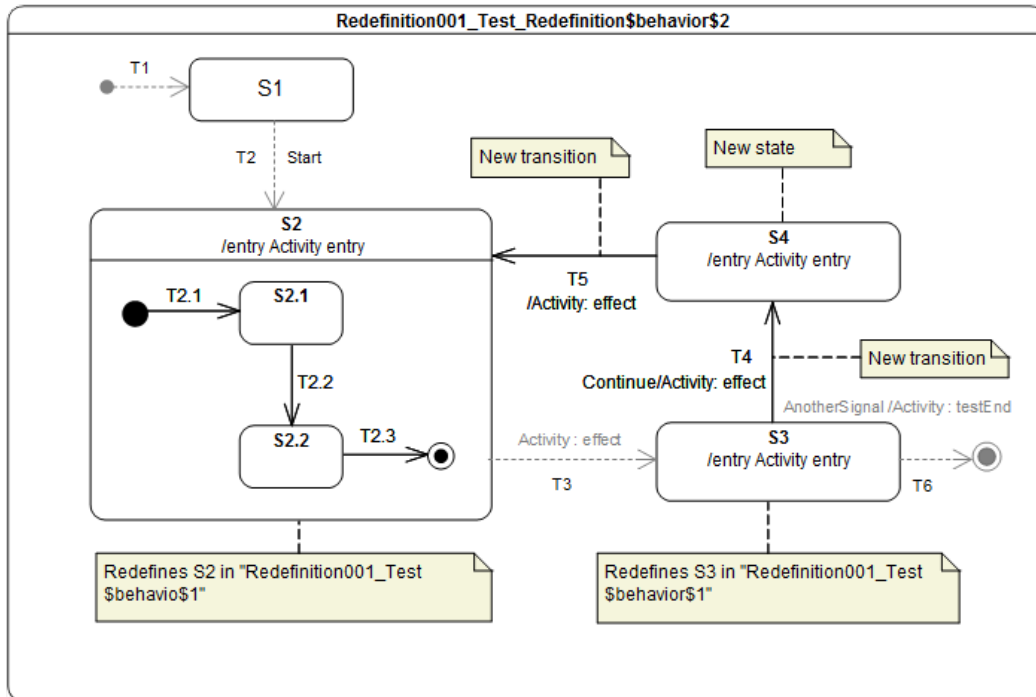 Redefinition001_Test_Redefinition$behavior$2
T1
S1
T2
Start
New transition
New state
S2
/entry Activity entry
S4
/entry Activity entry
T5
/Activity: effect
T2.1
S2.1
T2.2
S2.2
T2.3
T4
Continue/Activity: effect
New transition
AnotherSignal /Activity : testEnd
Activity : effect
T3
S3
/entry Activity entry
T6
Redefines S2 in "Redefinition001_Test
$behavio$1"
Redefines S3 in "Redefinition001_Test
$behavior$1"